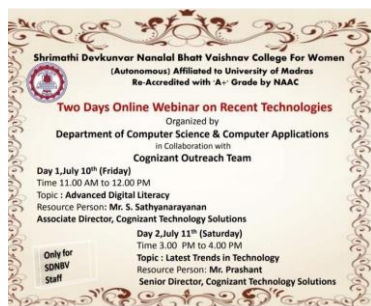 Shrimathi Devkunvar Nanalal Bhatt Vaishnav College For Women
(Autonomous) Affiliated to University of Madras
Re-Accredited with 'A+' Grade by NAAC
Two Days Online Webinar on Recent Technologies
Organized by
Department of Computer Science & Computer Applications
in Collaboration with
Cognizant Outreach Team
Day 1,July 10th (Friday)
Time 11.00 AM to 12.00 PM
Topic : Advanced Digital Literacy
Resource Person: Mr. S. Sathyanarayanan
Associate Director, Cognizant Technology Solutions
Day 2,July 11th (Saturday)
Time 3.00 PM to 4.00 PM
Topic : Latest Trends in Technology
Resource Person: Mr. Prashant
Senior Director, Cognizant Technology Solutions
Only for
SDNBV
Staff